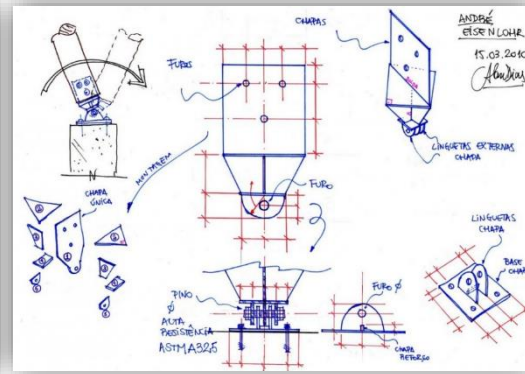 ANDRÉ
EISENLOHR
15.03.2010
CHAPAS
FUROS
LINGUETAS EXTERNAS
CHAPA
MONTAGEM
CHAPA
ÚNICA
FURO
LINGUETAS
CHAPA
BASE
CHAPA
PINO
Ø
ALTA
RESISTÊNCIA
ASTM A325
FURO Ø
CHAPA
REFORÇO